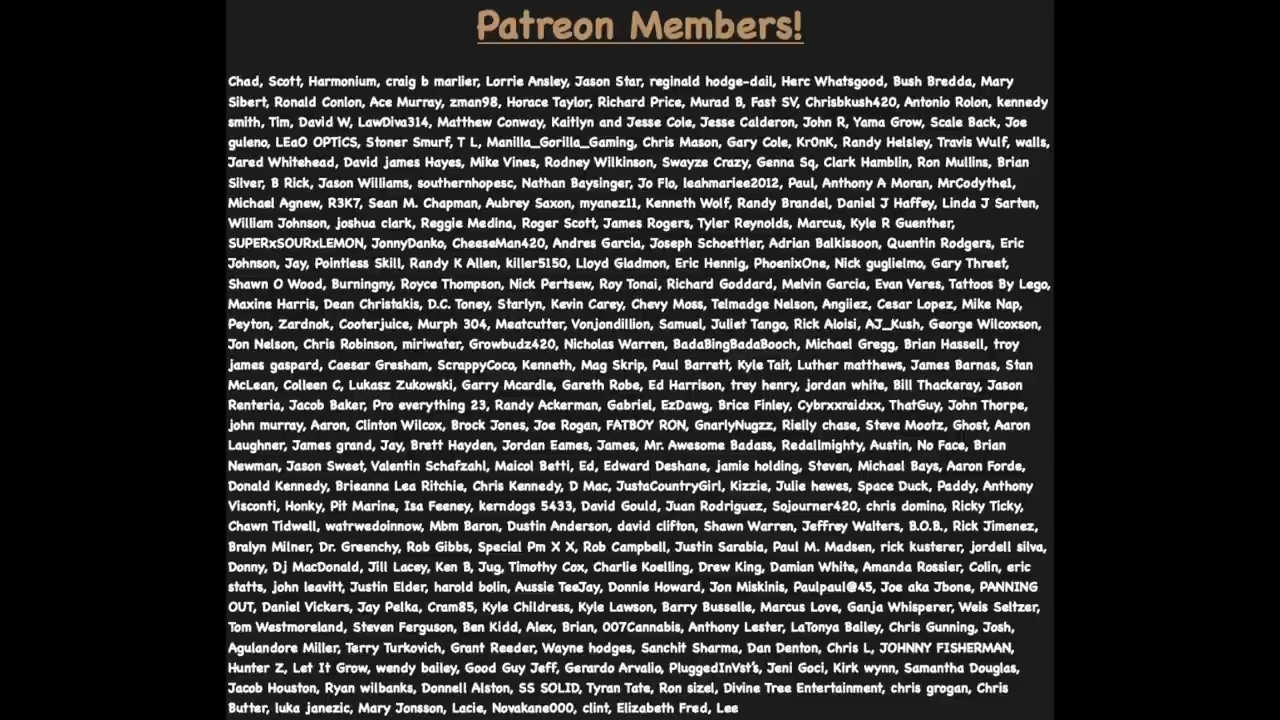 Patreon Members!
Chad, Scott, Harmonium, craig b marlier, Lorrie Ansley, Jason Star, reginald hodge-dail, Herc Whatsgood, Bush Bredda, Mary
Sibert, Ronald Conlon, Ace Murray, zman98, Horace Taylor, Richard Price, Murad B, Fast SV, Chrisbkush420, Antonio Rolon, kennedy
smith, Tim, David W, LawDiva314, Matthew Conway, Kaitlyn and Jesse Cole, Jesse Calderon, John R, Yama Grow, Scale Back, Joe
guleno, LEaO OPTiCS, Stoner Smurf, T L, Manilla_Gorilla_Gaming, Chris Mason, Gary Cole, KrOnK, Randy Helsley, Travis Wulf, walls,
Jared Whitehead, David james Hayes, Mike Vines, Rodney Wilkinson, Swayze Crazy, Genna Sq, Clark Hamblin, Ron Mullins, Brian
Silver, B Rick, Jason Williams, southernhopesc, Nathan Baysinger, Jo Flo, leahmariee2012, Paul, Anthony A Moran, MrCodythe1,
Michael Agnew, R3K7, Sean M. Chapman, Aubrey Saxon, myanez11, Kenneth Wolf, Randy Brandel, Daniel J Haffey, Linda J Sarten,
William Johnson, joshua clark, Reggie Medina, Roger Scott, James Rogers, Tyler Reynolds, Marcus, Kyle R Guenther,
SUPERxSOURxLEMON, JonnyDanko, CheeseMan420, Andres Garcia, Joseph Schoettler, Adrian Balkissoon, Quentin Rodgers, Eric
Johnson, Jay, Pointless Skill, Randy K Allen, killer5150, Lloyd Gladmon, Eric Hennig, PhoenixOne, Nick guglielmo, Gary Threet,
Shawn O Wood, Burningny, Royce Thompson, Nick Pertsew, Roy Tonai, Richard Goddard, Melvin Garcia, Evan Veres, Tattoos By Lego,
Maxine Harris, Dean Christakis, D.C. Toney, Starlyn, Kevin Carey, Chevy Moss, Telmadge Nelson, Angiiez, Cesar Lopez, Mike Nap,
Peyton, Zardnok, Cooterjuice, Murph 304, Meatcutter, Vonjondillion, Samuel, Juliet Tango, Rick Aloisi, AJ_Kush, George Wilcoxson,
Jon Nelson, Chris Robinson, miriwater, Growbudz420, Nicholas Warren, BadaBingBadaBooch, Michael Gregg, Brian Hassell, troy
james gaspard, Caesar Gresham, ScrappyCoco, Kenneth, Mag Skrip, Paul Barrett, Kyle Tait, Luther matthews, James Barnas, Stan
McLean, Colleen C, Lukasz Zukowski, Garry Mcardle, Gareth Robe, Ed Harrison, trey henry, jordan white, Bill Thackeray, Jason
Renteria, Jacob Baker, Pro everything 23, Randy Ackerman, Gabriel, EzDawg, Brice Finley, Cybrxxraidxx, ThatGuy, John Thorpe,
john murray, Aaron, Clinton Wilcox, Brock Jones, Joe Rogan, FATBOY RON, GnarlyNugzz, Rielly chase, Steve Mootz, Ghost, Aaron
Laughner, James grand, Jay, Brett Hayden, Jordan Eames, James, Mr. Awesome Badass, Redallmighty, Austin, No Face, Brian
Newman, Jason Sweet, Valentin Schafzahl, Maicol Betti, Ed, Edward Deshane, jamie holding, Steven, Michael Bays, Aaron Forde,
Donald Kennedy, Brieanna Lea Ritchie, Chris Kennedy, D Mac, JustaCountryGirl, Kizzie, Julie hewes, Space Duck, Paddy, Anthony
Visconti, Honky, Pit Marine, Isa Feeney, kerndogs 5433, David Gould, Juan Rodriguez, Sojourner420, chris domino, Ricky Ticky,
Chawn Tidwell, watrwedoinnow, Mbm Baron, Dustin Anderson, david clifton, Shawn Warren, Jeffrey Walters, B.O.B., Rick Jimenez,
Bralyn Milner, Dr. Greenchy, Rob Gibbs, Special Pm X X, Rob Campbell, Justin Sarabia, Paul M. Madsen, rick kusterer, jordell silva,
Donny, Dj MacDonald, Jill Lacey, Ken B, Jug, Timothy Cox, Charlie Koelling, Drew King, Damian White, Amanda Rossier, Colin, eric
statts, john leavitt, Justin Elder, harold bolin, Aussie TeeJay, Donnie Howard, Jon Miskinis, Paulpaul@45, Joe aka Jbone, PANNING
OUT, Daniel Vickers, Jay Pelka, Cram85, Kyle Childress, Kyle Lawson, Barry Busselle, Marcus Love, Ganja Whisperer, Weis Seltzer,
Tom Westmoreland, Steven Ferguson, Ben Kidd, Alex, Brian, 007Cannabis, Anthony Lester, LaTonya Bailey, Chris Gunning, Josh,
Agulandore Miller, Terry Turkovich, Grant Reeder, Wayne hodges, Sanchit Sharma, Dan Denton, Chris L, JOHNNY FISHERMAN,
Hunter Z, Let It Grow, wendy bailey, Good Guy Jeff, Gerardo Arvalio, PluggedInVst's, Jeni Goci, Kirk wynn, Samantha Douglas,
Jacob Houston, Ryan wilbanks, Donnell Alston, SS SOLID, Tyran Tate, Ron sizel, Divine Tree Entertainment, chris grogan, Chris
Butter, luka janezic, Mary Jonsson, Lacie, Novakane000, clint, Elizabeth Fred, Lee